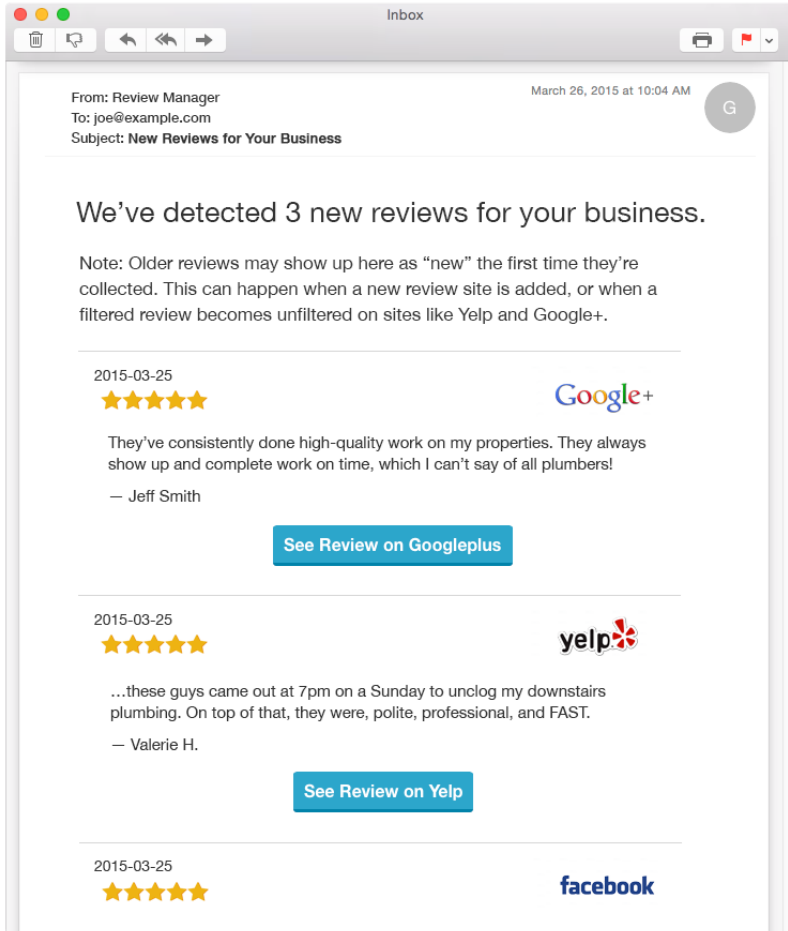 Inbox
From: Review Manager
March 26, 2015 at 10:04 AM
G
To: joe@example.com
Subject: New Reviews for Your Business
We've detected 3 new reviews for your business.
Note: Older reviews may show up here as “new” the first time they're
collected. This can happen when a new review site is added, or when a
filtered review becomes unfiltered on sites like Yelp and Google+.
2015-03-25
Google+
They've consistently done high-quality work on my properties. They always
show up and complete work on time, which I can't say of all plumbers!
— Jeff Smith
See Review on Googleplus
2015-03-25
yelp
…these guys came out at 7pm on a Sunday to unclog my downstairs
plumbing. On top of that, they were, polite, professional, and FAST.
— Valerie H.
See Review on Yelp
2015-03-25
facebook